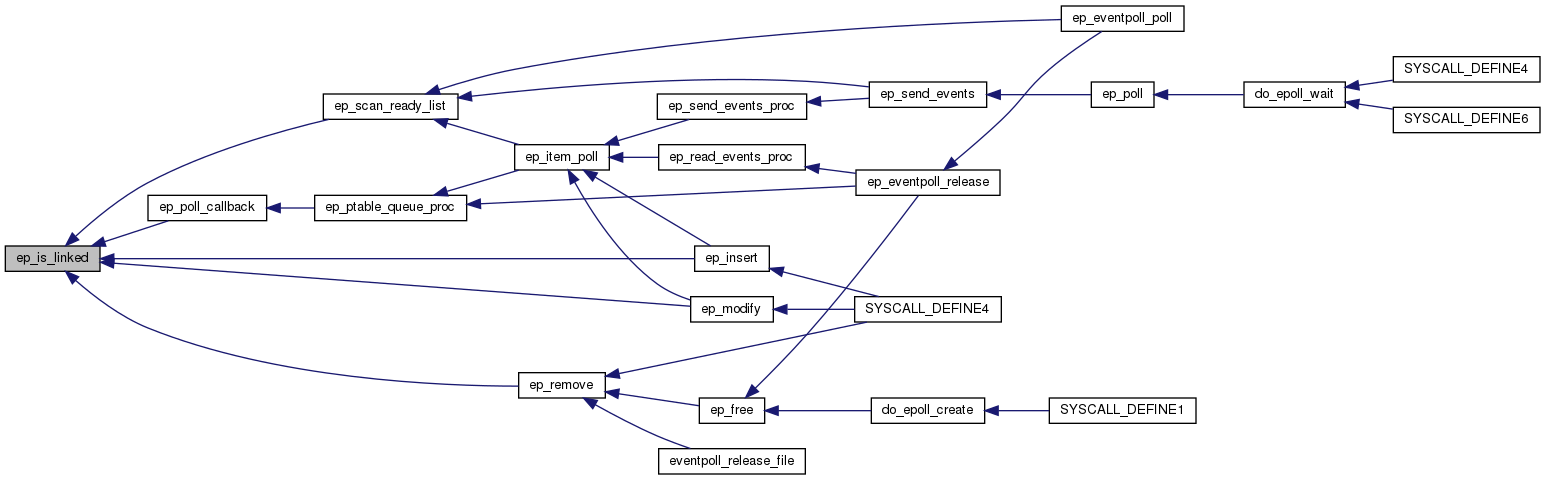 ep_eventpoll_poll
SYSCALL_DEFINE4
ep_scan_ready_list
ep_send_events_proc
ep_send_events
ep_poll
do_epoll_wait
SYSCALL_DEFINE6
ep_item_poll
ep_read_events_proc
ep_eventpoll_release
ep_poll_callback
ep_ptable_queue_proc
ep_is_linked
ep_insert
ep_modify
SYSCALL_DEFINE4
ep_remove
ep_free
do_epoll_create
SYSCALL_DEFINE1
eventpoll_release_file